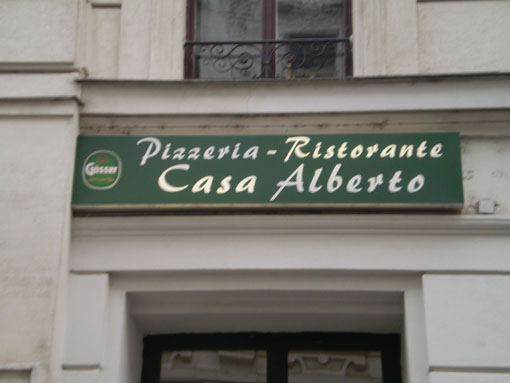 Pizzeria - Ristorante
Casa Alberto
Gösser